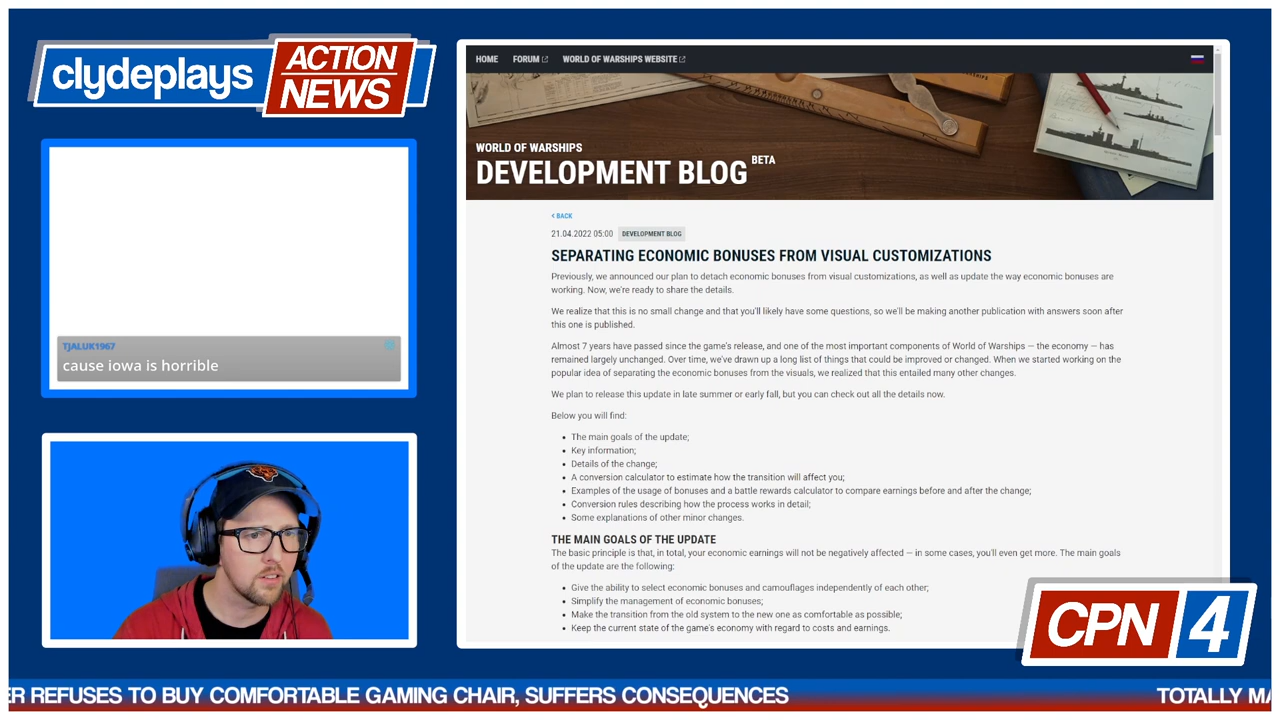 clydeplays
ACTION
NEWS
TJALUK1967
cause iowa is horrible
HOME
FORUM
WORLD OF WARSHIPS WEBSITE
WORLD OF WARSHIPS
DEVELOPMENT BLOG BETA
< BACK
21.04.2022 05:00 DEVELOPMENT BLOG
SEPARATING ECONOMIC BONUSES FROM VISUAL CUSTOMIZATIONS
Previously, we announced our plan to detach economic bonuses from visual customizations, as well as update the way economic bonuses are
working. Now, we're ready to share the details.
We realize that this is no small change and that you'll likely have some questions, so we'll be making another publication with answers soon after
this one is published.
Almost 7 years have passed since the game's release, and one of the most important components of World of Warships — the economy — has
remained largely unchanged. Over time, we've drawn up a long list of things that could be improved or changed. When we started working on the
popular idea of separating the economic bonuses from the visuals, we realized that this entailed many other changes.
We plan to release this update in late summer or early fall, but you can check out all the details now.
Below you will find:
• The main goals of the update;
• Key information;
• Details of the change;
• A conversion calculator to estimate how the transition will affect you;
• Examples of the usage of bonuses and a battle rewards calculator to compare earnings before and after the change;
• Conversion rules describing how the process works in detail;
• Some explanations of other minor changes.
THE MAIN GOALS OF THE UPDATE
The basic principle is that, in total, your economic earnings will not be negatively affected — in some cases, you'll even get more. The main goals
of the update are the following:
• Give the ability to select economic bonuses and camouflages independently of each other;
• Simplify the management of economic bonuses;
• Make the transition from the old system to the new one as comfortable as possible;
• Keep the current state of the game's economy with regard to costs and earnings.
CPN 4
ER REFUSES TO BUY COMFORTABLE GAMING CHAIR, SUFFERS CONSEQUENCES
TOTALLY MA